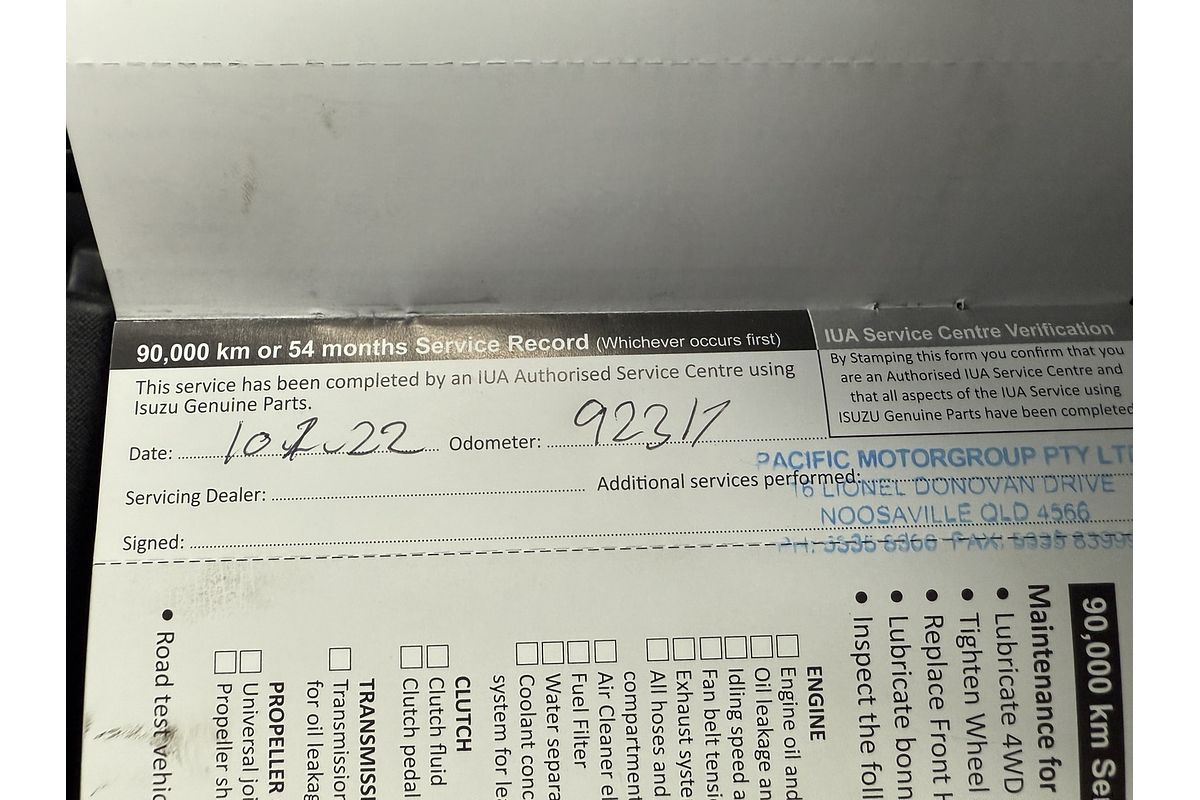 90,000 km or 54 months Service Record (Whichever occurs first)
This service has been completed by an IUA Authorised Service Centre using
Isuzu Genuine Parts.
Date: 10.2.22 Odometer: 92317
Servicing Dealer: Additional services performed:
Signed:
IUA Service Centre Verification
By Stamping this form you confirm that you
are an Authorised IUA Service Centre and
that all aspects of the IUA Service using
ISUZU Genuine Parts have been completed
PACIFIC MOTORGROUP PTY LT
16 LIONEL DONOVAN DRIVE
NOOSAVILLE QLD 4566
PH: FAX:
90,000 km Se
Maintenance for
• Lubricate 4WD
• Tighten Wheel
• Replace Front
• Lubricate bonn
• Inspect the foll
ENGINE
Engine oil and
Oil leakage an
Idling speed a
Fan belt tensi
Exhaust syste
All hoses and
compartment
Air Cleaner el
Fuel Filter
Water separa
Coolant conc
system for lea
CLUTCH
Clutch fluid
Clutch pedal
TRANSMISSI
Transmission
for oil leakag
PROPELLER
Universal joi
Propeller sh
• Road test vehic